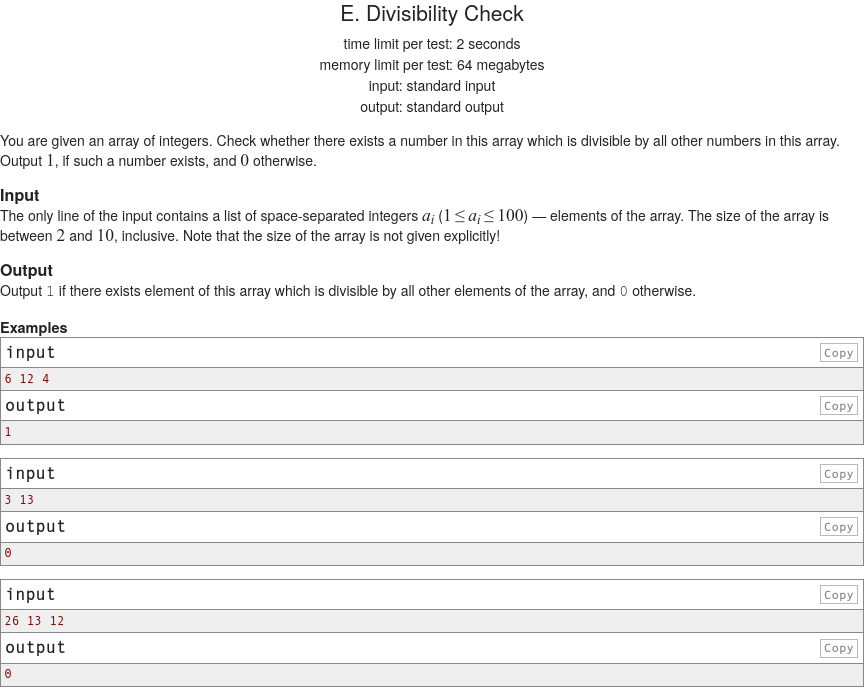 E. Divisibility Check
time limit per test: 2 seconds
memory limit per test: 64 megabytes
input: standard input
output: standard output
You are given an array of integers. Check whether there exists a number in this array which is divisible by all other numbers in this array.
Output 1, if such a number exists, and 0 otherwise.
Input
The only line of the input contains a list of space-separated integers aᵢ (1 ≤ aᵢ ≤ 100) — elements of the array. The size of the array is
between 2 and 10, inclusive. Note that the size of the array is not given explicitly!
Output
Output 1 if there exists element of this array which is divisible by all other elements of the array, and 0 otherwise.
Examples
input Copy
6 12 4
output Copy
1
input Copy
3 13
output Copy
0
input Copy
26 13 12
output Copy
0